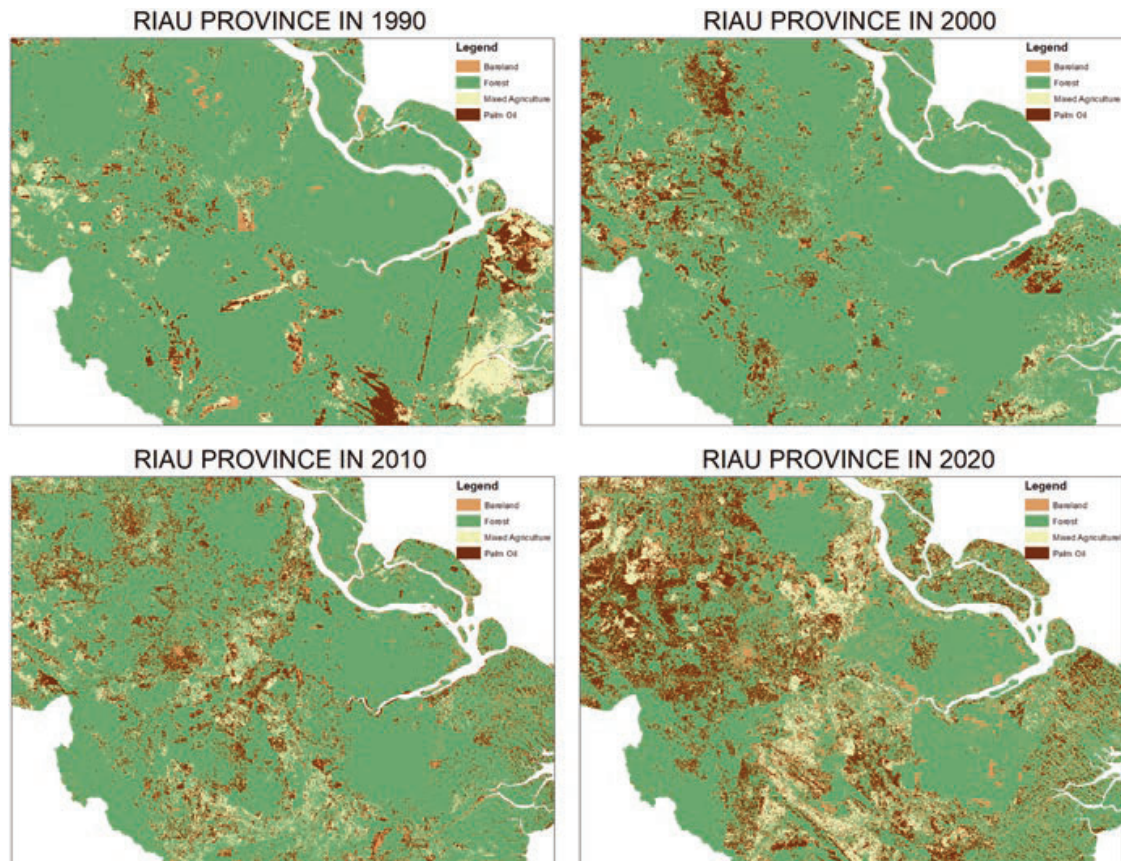 RIAU PROVINCE IN 1990
Legend
Bareland
Forest
Mixed Agriculture
Palm Oil
RIAU PROVINCE IN 2000
Legend
Bareland
Forest
Mixed Agriculture
Palm Oil
RIAU PROVINCE IN 2010
Legend
Bareland
Forest
Mixed Agriculture
Palm Oil
RIAU PROVINCE IN 2020
Legend
Bareland
Forest
Mixed Agriculture
Palm Oil